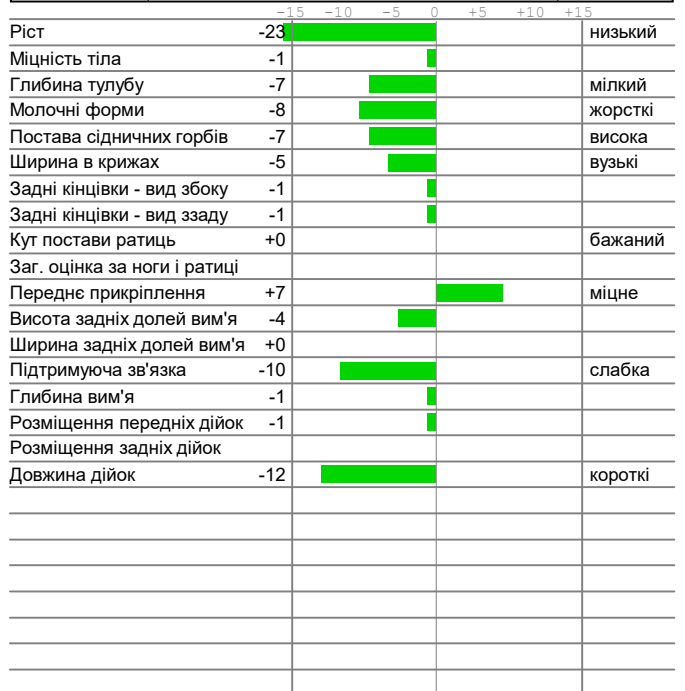 -15 -10 -5 0 +5 +10 +15
Ріст -23 низький
Міцність тіла -1
Глибина тулубу -7 мілкий
Молочні форми -8 жорсткі
Постава сідничних горбів -7 висока
Ширина в крижах -5 вузькі
Задні кінцівки - вид збоку -1
Задні кінцівки - вид ззаду -1
Кут постави ратиць +0 бажаний
Заг. оцінка за ноги і ратиці
Переднє прикріплення +7 міцне
Висота задніх долей вим'я -4
Ширина задніх долей вим'я +0
Підтримуюча зв'язка -10 слабка
Глибина вим'я -1
Розміщення передніх дійок -1
Розміщення задніх дійок
Довжина дійок -12 короткі